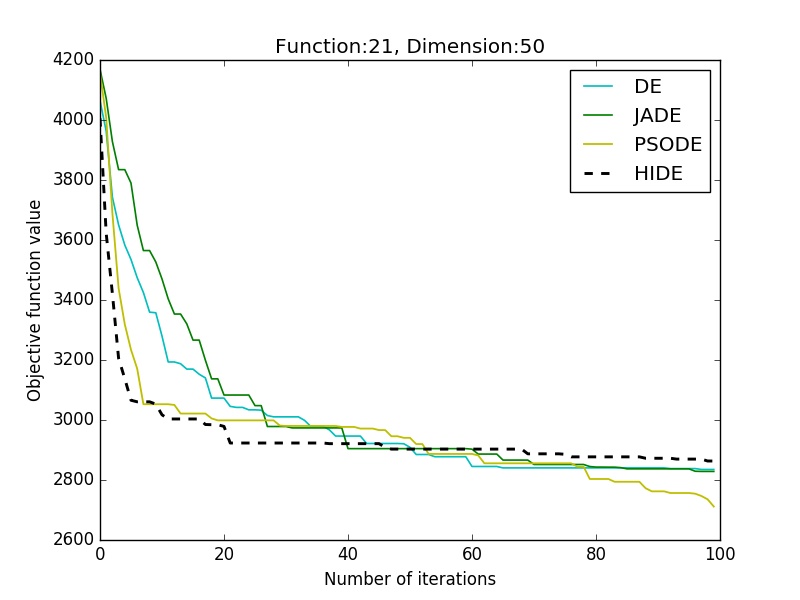 Function:21, Dimension:50
4200
4000
3800
3600
3400
3200
3000
2800
2600
Objective function value
DE
JADE
PSODE
HIDE
0
20
40
60
80
100
Number of iterations